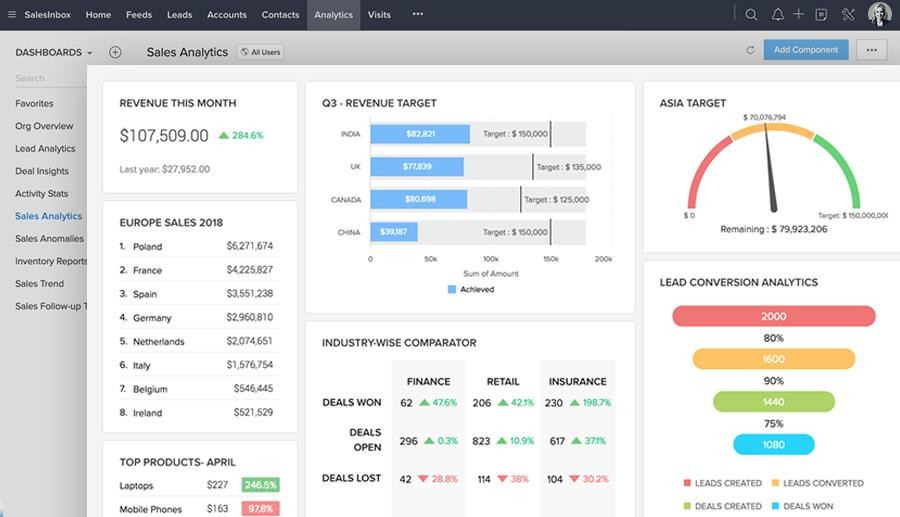 SalesInbox Home Feeds Leads Accounts Contacts Analytics Visits •••
DASHBOARDS
Sales Analytics
All Users
Add Component
•••
Search
Favorites
Org Overview
Lead Analytics
Deal Insights
Activity Stats
Sales Analytics
Sales Anomalies
Inventory Reports
Sales Trend
Sales Follow-up T
REVENUE THIS MONTH
$107,509.00 284.6%
Last year: $27,952.00
EUROPE SALES 2018
1. Poland $6,271,674
2. France $4,225,827
3. Spain $3,551,238
4. Germany $2,960,810
5. Netherlands $2,074,651
6. Italy $1,576,754
7. Belgium $546,445
8. Ireland $521,529
TOP PRODUCTS- APRIL
Laptops $227 246.5%
Mobile Phones $163 97.8%
Q3 - REVENUE TARGET
INDIA $82,821 Target : $ 150,000
UK $77,839 Target : $ 135,000
CANADA $80,698 Target : $ 125,000
CHINA $39,187 Target : $ 150,000
0 50k 100k 150k 200k
Sum of Amount
Achieved
INDUSTRY-WISE COMPARATOR
FINANCE RETAIL INSURANCE
DEALS WON 62 47.6% 206 42.1% 230 198.7%
DEALS
OPEN 296 0.3% 823 10.9% 617 37.1%
DEALS LOST 42 28.8% 114 38% 104 30.2%
ASIA TARGET
$ 70,076,794
$ 0 Target: $ 150,000,000
Remaining : $ 79,923,206
LEAD CONVERSION ANALYTICS
2000
80%
1600
90%
1440
75%
1080
LEADS CREATED LEADS CONVERTED
DEALS CREATED DEALS WON